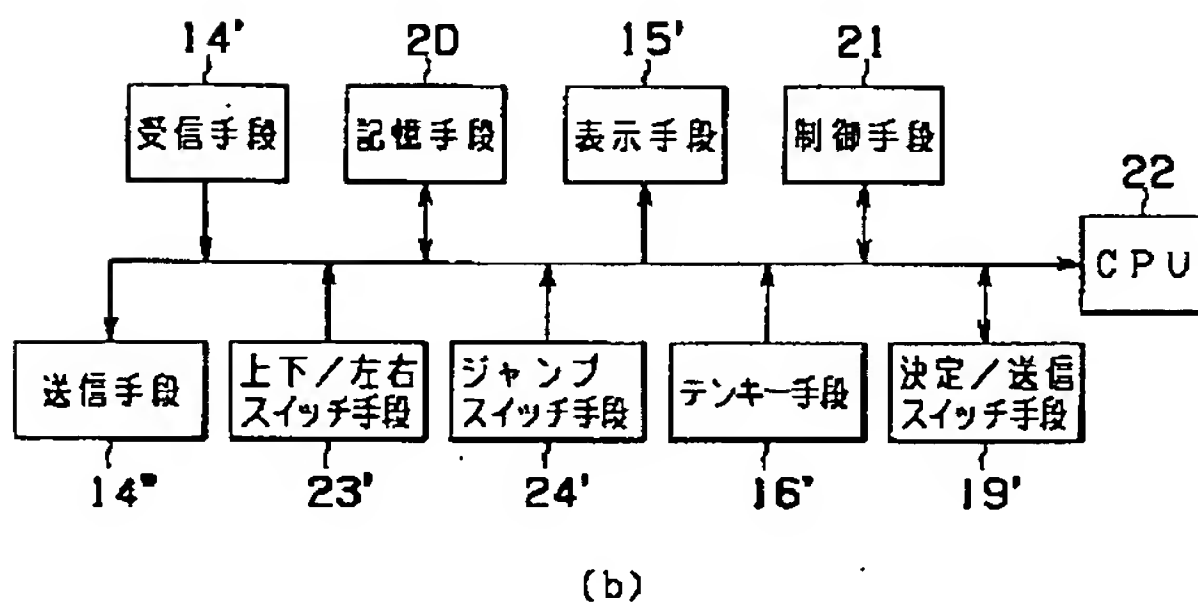 14' 20 15' 21
受信手段 記憶手段 表示手段 制御手段
22
CPU
送信手段
上下/左右
スイッチ手段
ジャンプ
スイッチ手段
テンキー手段
決定/送信
スイッチ手段
14" 23' 24' 16' 19'
(b)